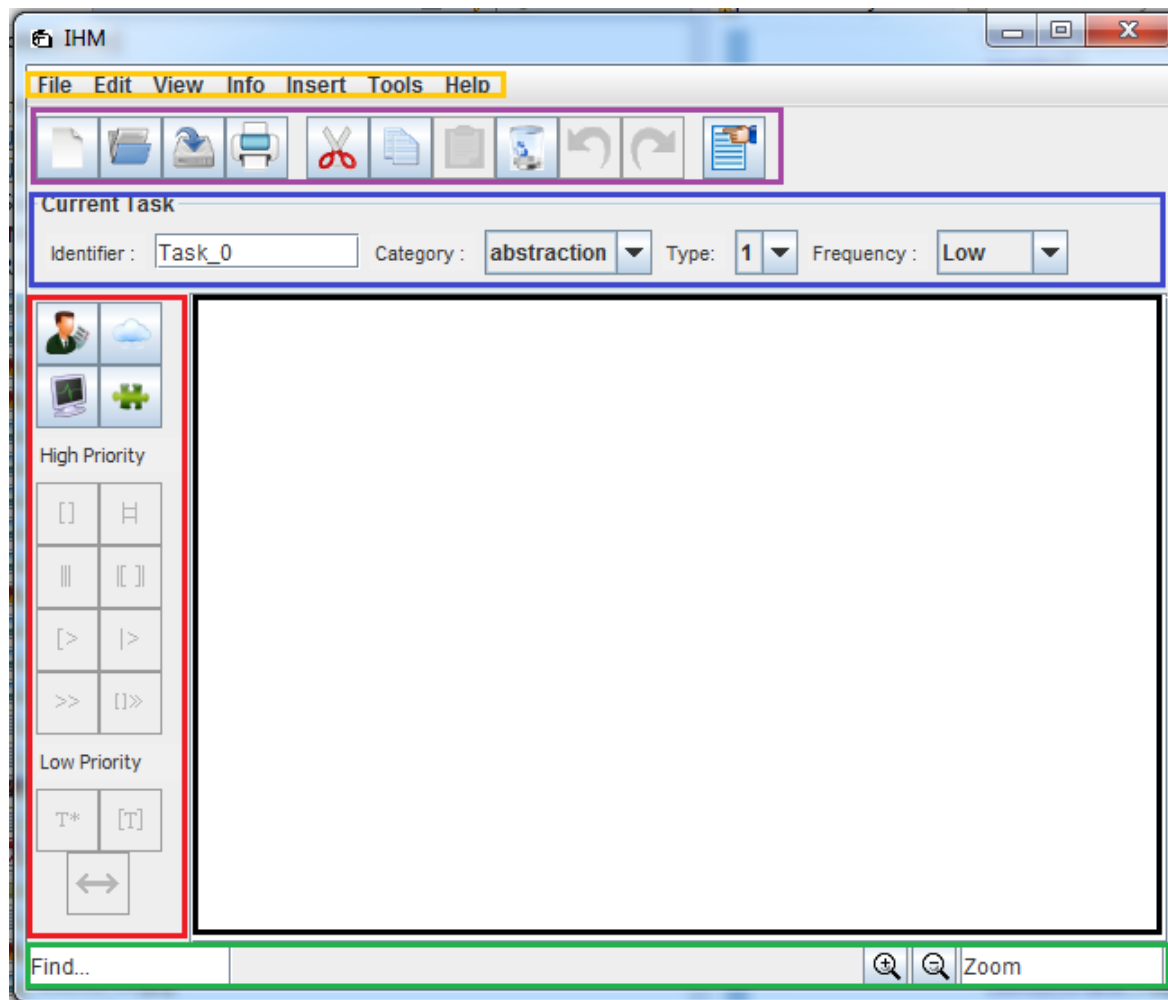 IHM
File Edit View Info Insert Tools Help
Current Task
Identifier : Task_0 Category : abstraction Type: 1 Frequency : Low
High Priority
[] |=|
||| |[ ]|
[> |>
>> []>>
Low Priority
T* [T]
Find... Zoom